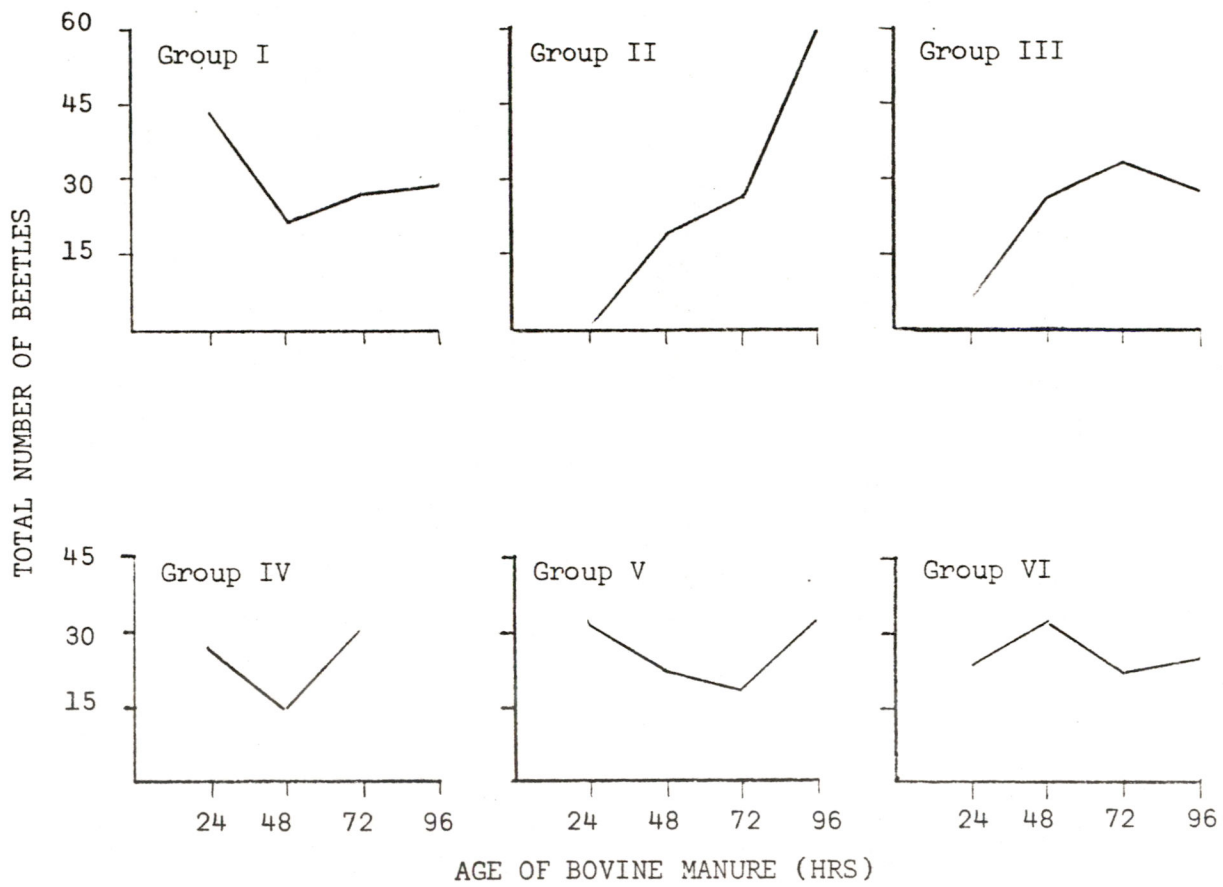 60
45
30
15
Group I
Group II
Group III
TOTAL NUMBER OF BEETLES
45
30
15
Group IV
Group V
Group VI
24 48 72 96
24 48 72 96
24 48 72 96
AGE OF BOVINE MANURE (HRS)